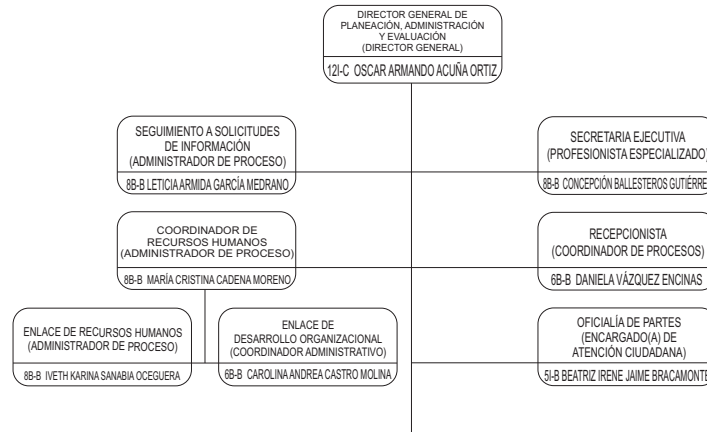 DIRECTOR GENERAL DE
PLANEACIÓN, ADMINISTRACIÓN
Y EVALUACIÓN
(DIRECTOR GENERAL)
12I-C OSCAR ARMANDO ACUÑA ORTIZ
SEGUIMIENTO A SOLICITUDES
DE INFORMACIÓN
(ADMINISTRADOR DE PROCESO)
8B-B LETICIA ARMIDA GARCÍA MEDRANO
SECRETARIA EJECUTIVA
(PROFESIONISTA ESPECIALIZADO)
8B-B CONCEPCIÓN BALLESTEROS GUTIÉRRE
COORDINADOR DE
RECURSOS HUMANOS
(ADMINISTRADOR DE PROCESO)
8B-B MARÍA CRISTINA CADENA MORENO
RECEPCIONISTA
(COORDINADOR DE PROCESOS)
6B-B DANIELA VÁZQUEZ ENCINAS
ENLACE DE RECURSOS HUMANOS
(ADMINISTRADOR DE PROCESO)
8B-B IVETH KARINA SANABIA OCEGUERA
ENLACE DE
DESARROLLO ORGANIZACIONAL
(COORDINADOR ADMINISTRATIVO)
6B-B CAROLINA ANDREA CASTRO MOLINA
OFICIALÍA DE PARTES
(ENCARGADO(A) DE
ATENCIÓN CIUDADANA)
5I-B BEATRIZ IRENE JAIME BRACAMONTE